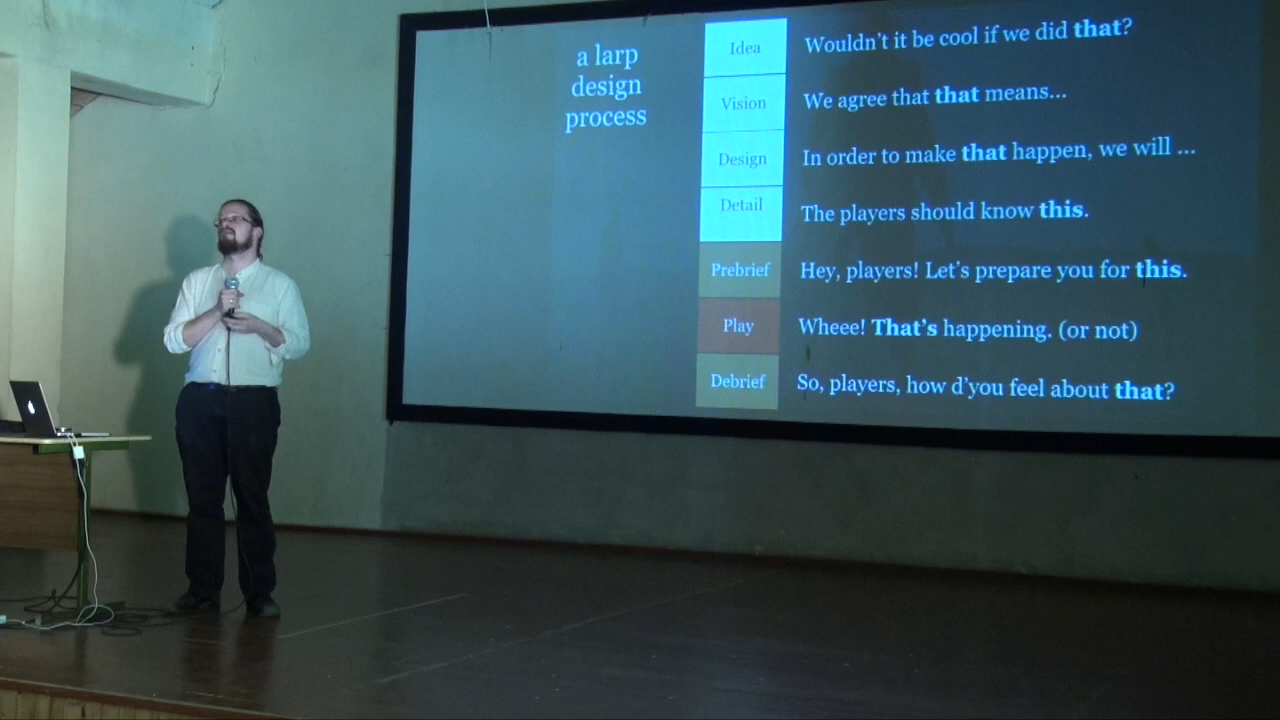 a larp
design
process
Idea Wouldn't it be cool if we did that?
Vision We agree that that means...
Design In order to make that happen, we will ...
Detail The players should know this.
Prebrief Hey, players! Let's prepare you for this.
Play Wheee! That's happening. (or not)
Debrief So, players, how d'you feel about that?